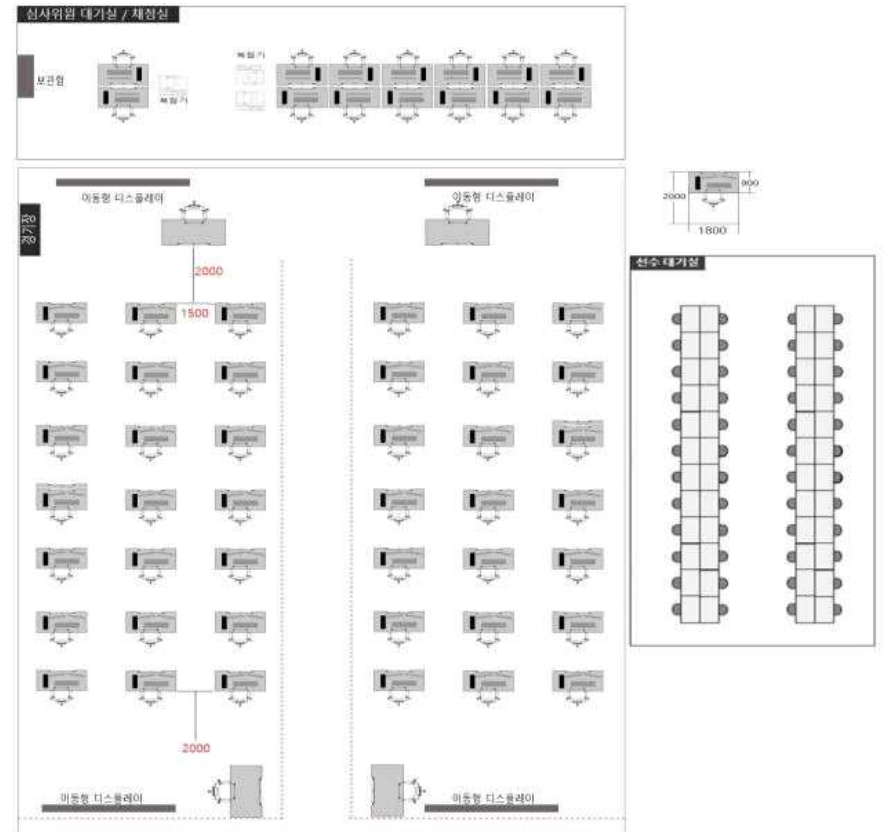 심사위원 대기실 / 채점실
보관함
복합기
복합기
이동형 디스플레이
이동형 디스플레이
경기장
2000
1500
2000
900
1800
선수 대기실
2000
이동형 디스플레이
이동형 디스플레이